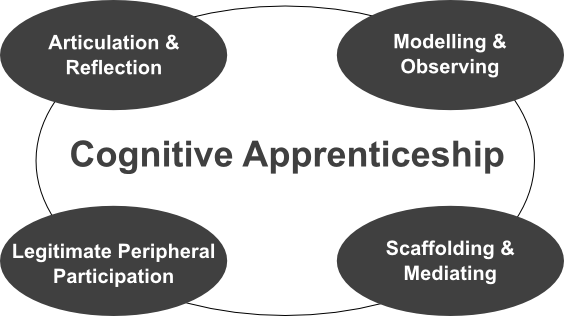 Articulation &
Reflection
Modelling &
Observing
Cognitive Apprenticeship
Legitimate Peripheral
Participation
Scaffolding &
Mediating